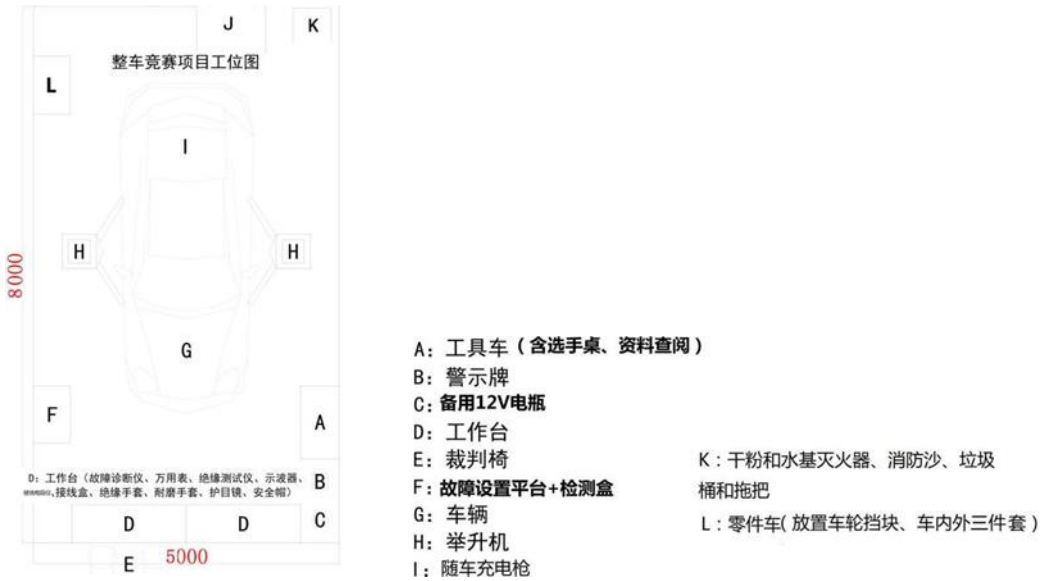 J
K
整车竞赛项目工位图
L
I
H
H
8000
G
F
A
D：工作台（故障诊断仪、万用表、绝缘测试仪、示波器、
接线盒、绝缘手套、耐磨手套、护目镜、安全帽）
B
D
D
C
E
5000
A：工具车（含选手桌、资料查阅）
B：警示牌
C：备用12V电瓶
D：工作台
E：裁判椅
F：故障设置平台+检测盒
G：车辆
H：举升机
I：随车充电枪
K：干粉和水基灭火器、消防沙、垃圾
桶和拖把
L：零件车(放置车轮挡块、车内外三件套）